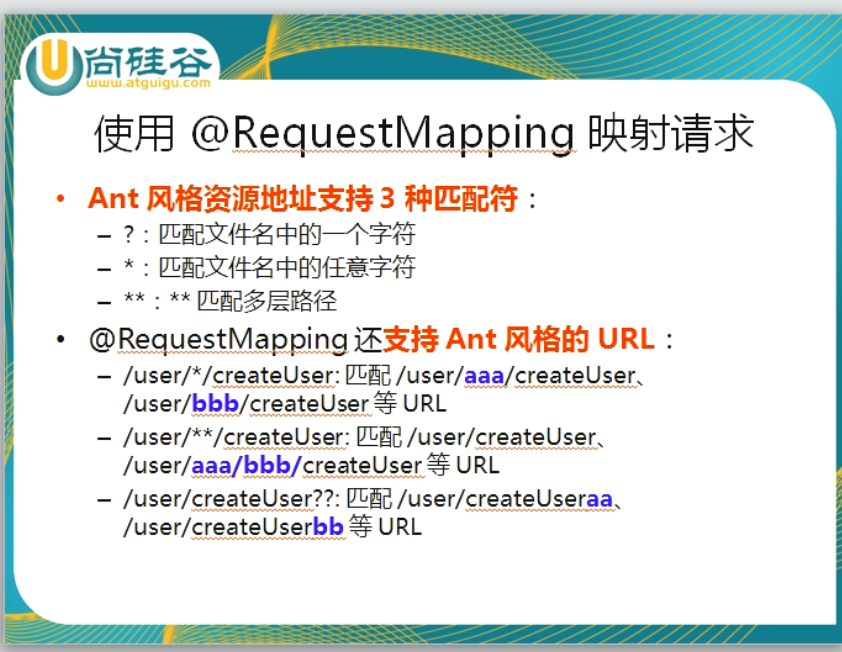 尚硅谷
www.atguigu.com
使用 @RequestMapping 映射请求
• Ant 风格资源地址支持 3 种匹配符：
– ?：匹配文件名中的一个字符
– *：匹配文件名中的任意字符
– **：** 匹配多层路径
• @RequestMapping 还支持 Ant 风格的 URL：
– /user/*/createUser: 匹配 /user/aaa/createUser、
/user/bbb/createUser 等 URL
– /user/**/createUser: 匹配 /user/createUser、
/user/aaa/bbb/createUser 等 URL
– /user/createUser??: 匹配 /user/createUseraa、
/user/createUserbb 等 URL